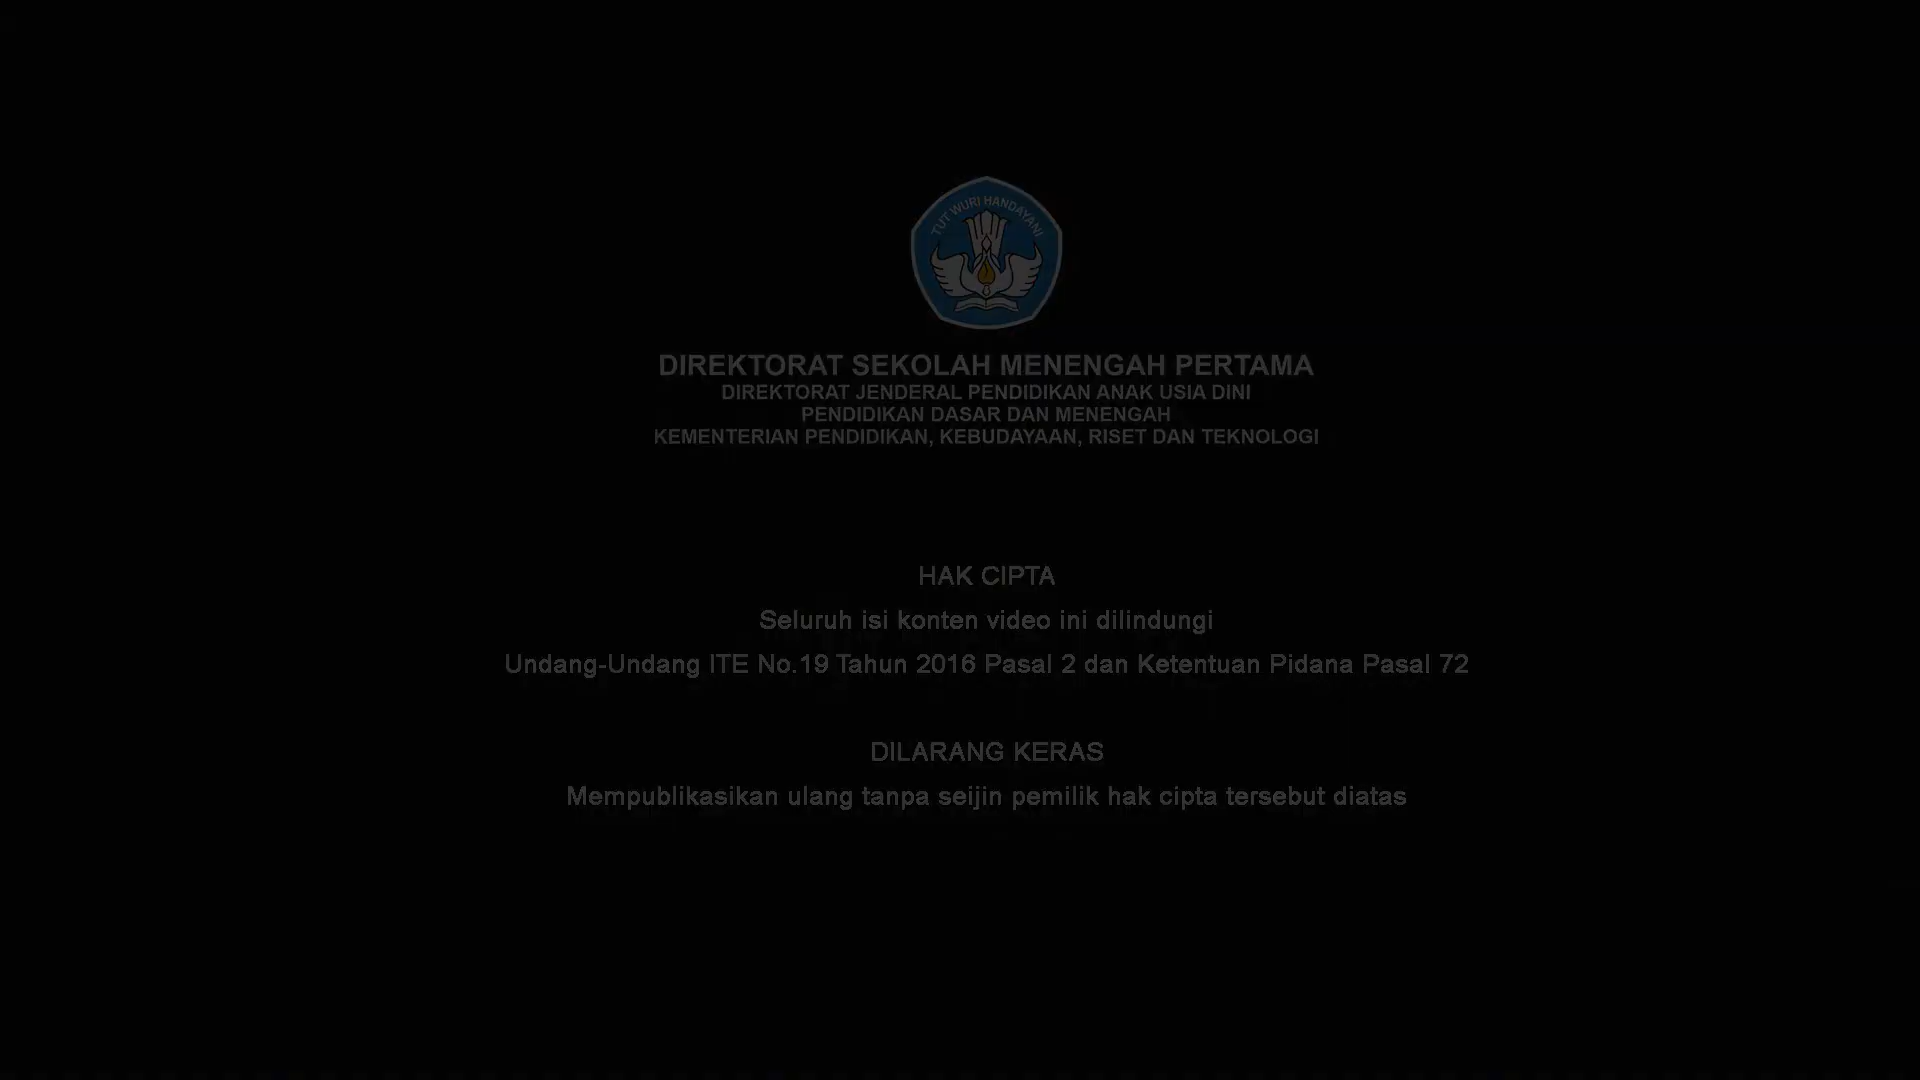 TUT WURI HANDAYANI
DIREKTORAT SEKOLAH MENENGAH PERTAMA
DIREKTORAT JENDERAL PENDIDIKAN ANAK USIA DINI
PENDIDIKAN DASAR DAN MENENGAH
KEMENTERIAN PENDIDIKAN, KEBUDAYAAN, RISET DAN TEKNOLOGI
HAK CIPTA
Seluruh isi konten video ini dilindungi
Undang-Undang ITE No.19 Tahun 2016 Pasal 2 dan Ketentuan Pidana Pasal 72
DILARANG KERAS
Mempublikasikan ulang tanpa seijin pemilik hak cipta tersebut diatas